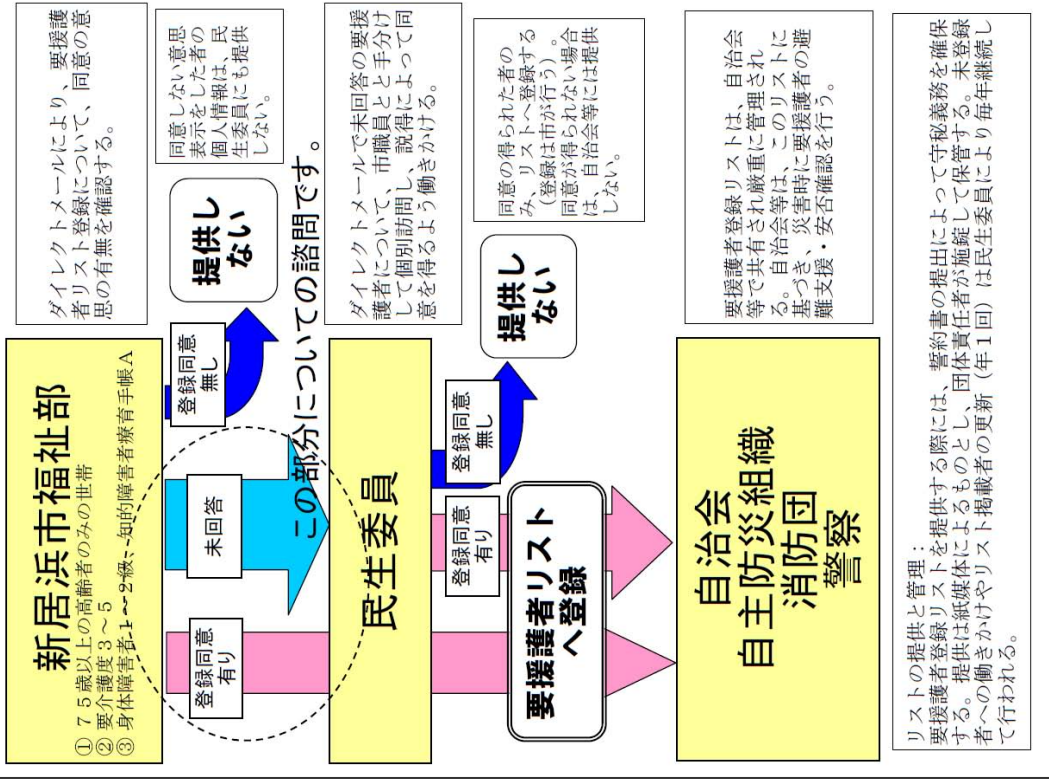 新居浜市福祉部
① 75歳以上の高齢者のみの世帯
② 要介護度3～5
③ 身体障害者1～2級、知的障害者療育手帳A
ダイレクトメールにより、要援護
者リスト登録について、同意の意
思の有無を確認する。
登録同意
有り
未回答
登録同意
無し
提供し
ない
同意しない意思
表示をした者の
個人情報は、民
生委員にも提供
しない。
この部分についての諮問です。
民生委員
ダイレクトメールで未回答の要援
護者について、市職員とと手分け
して個別訪問し、説得によって同
意を得るよう働きかける。
登録同意
有り
登録同意
無し
提供し
ない
同意の得られた者の
み、リストへ登録する
（登録は市が行う）。
同意が得られない場合
は、自治会等には提供
しない。
要援護者リスト
へ登録
自治会
自主防災組織
消防団
警察
要援護者登録リストは、自治会
等で共有され厳重に管理され
る。自治会等は、このリストに
基づき、災害時に要援護者の避
難支援・安否確認を行う。
リストの提供と管理：
要援護者登録リストを提供する際には、誓約書の提出によって守秘義務を確保
する。提供は紙媒体によるものとし、団体責任者が施錠して保管する。未登録
者への働きかけやリスト掲載者の更新（年1回）は民生委員により毎年継続し
て行われる。